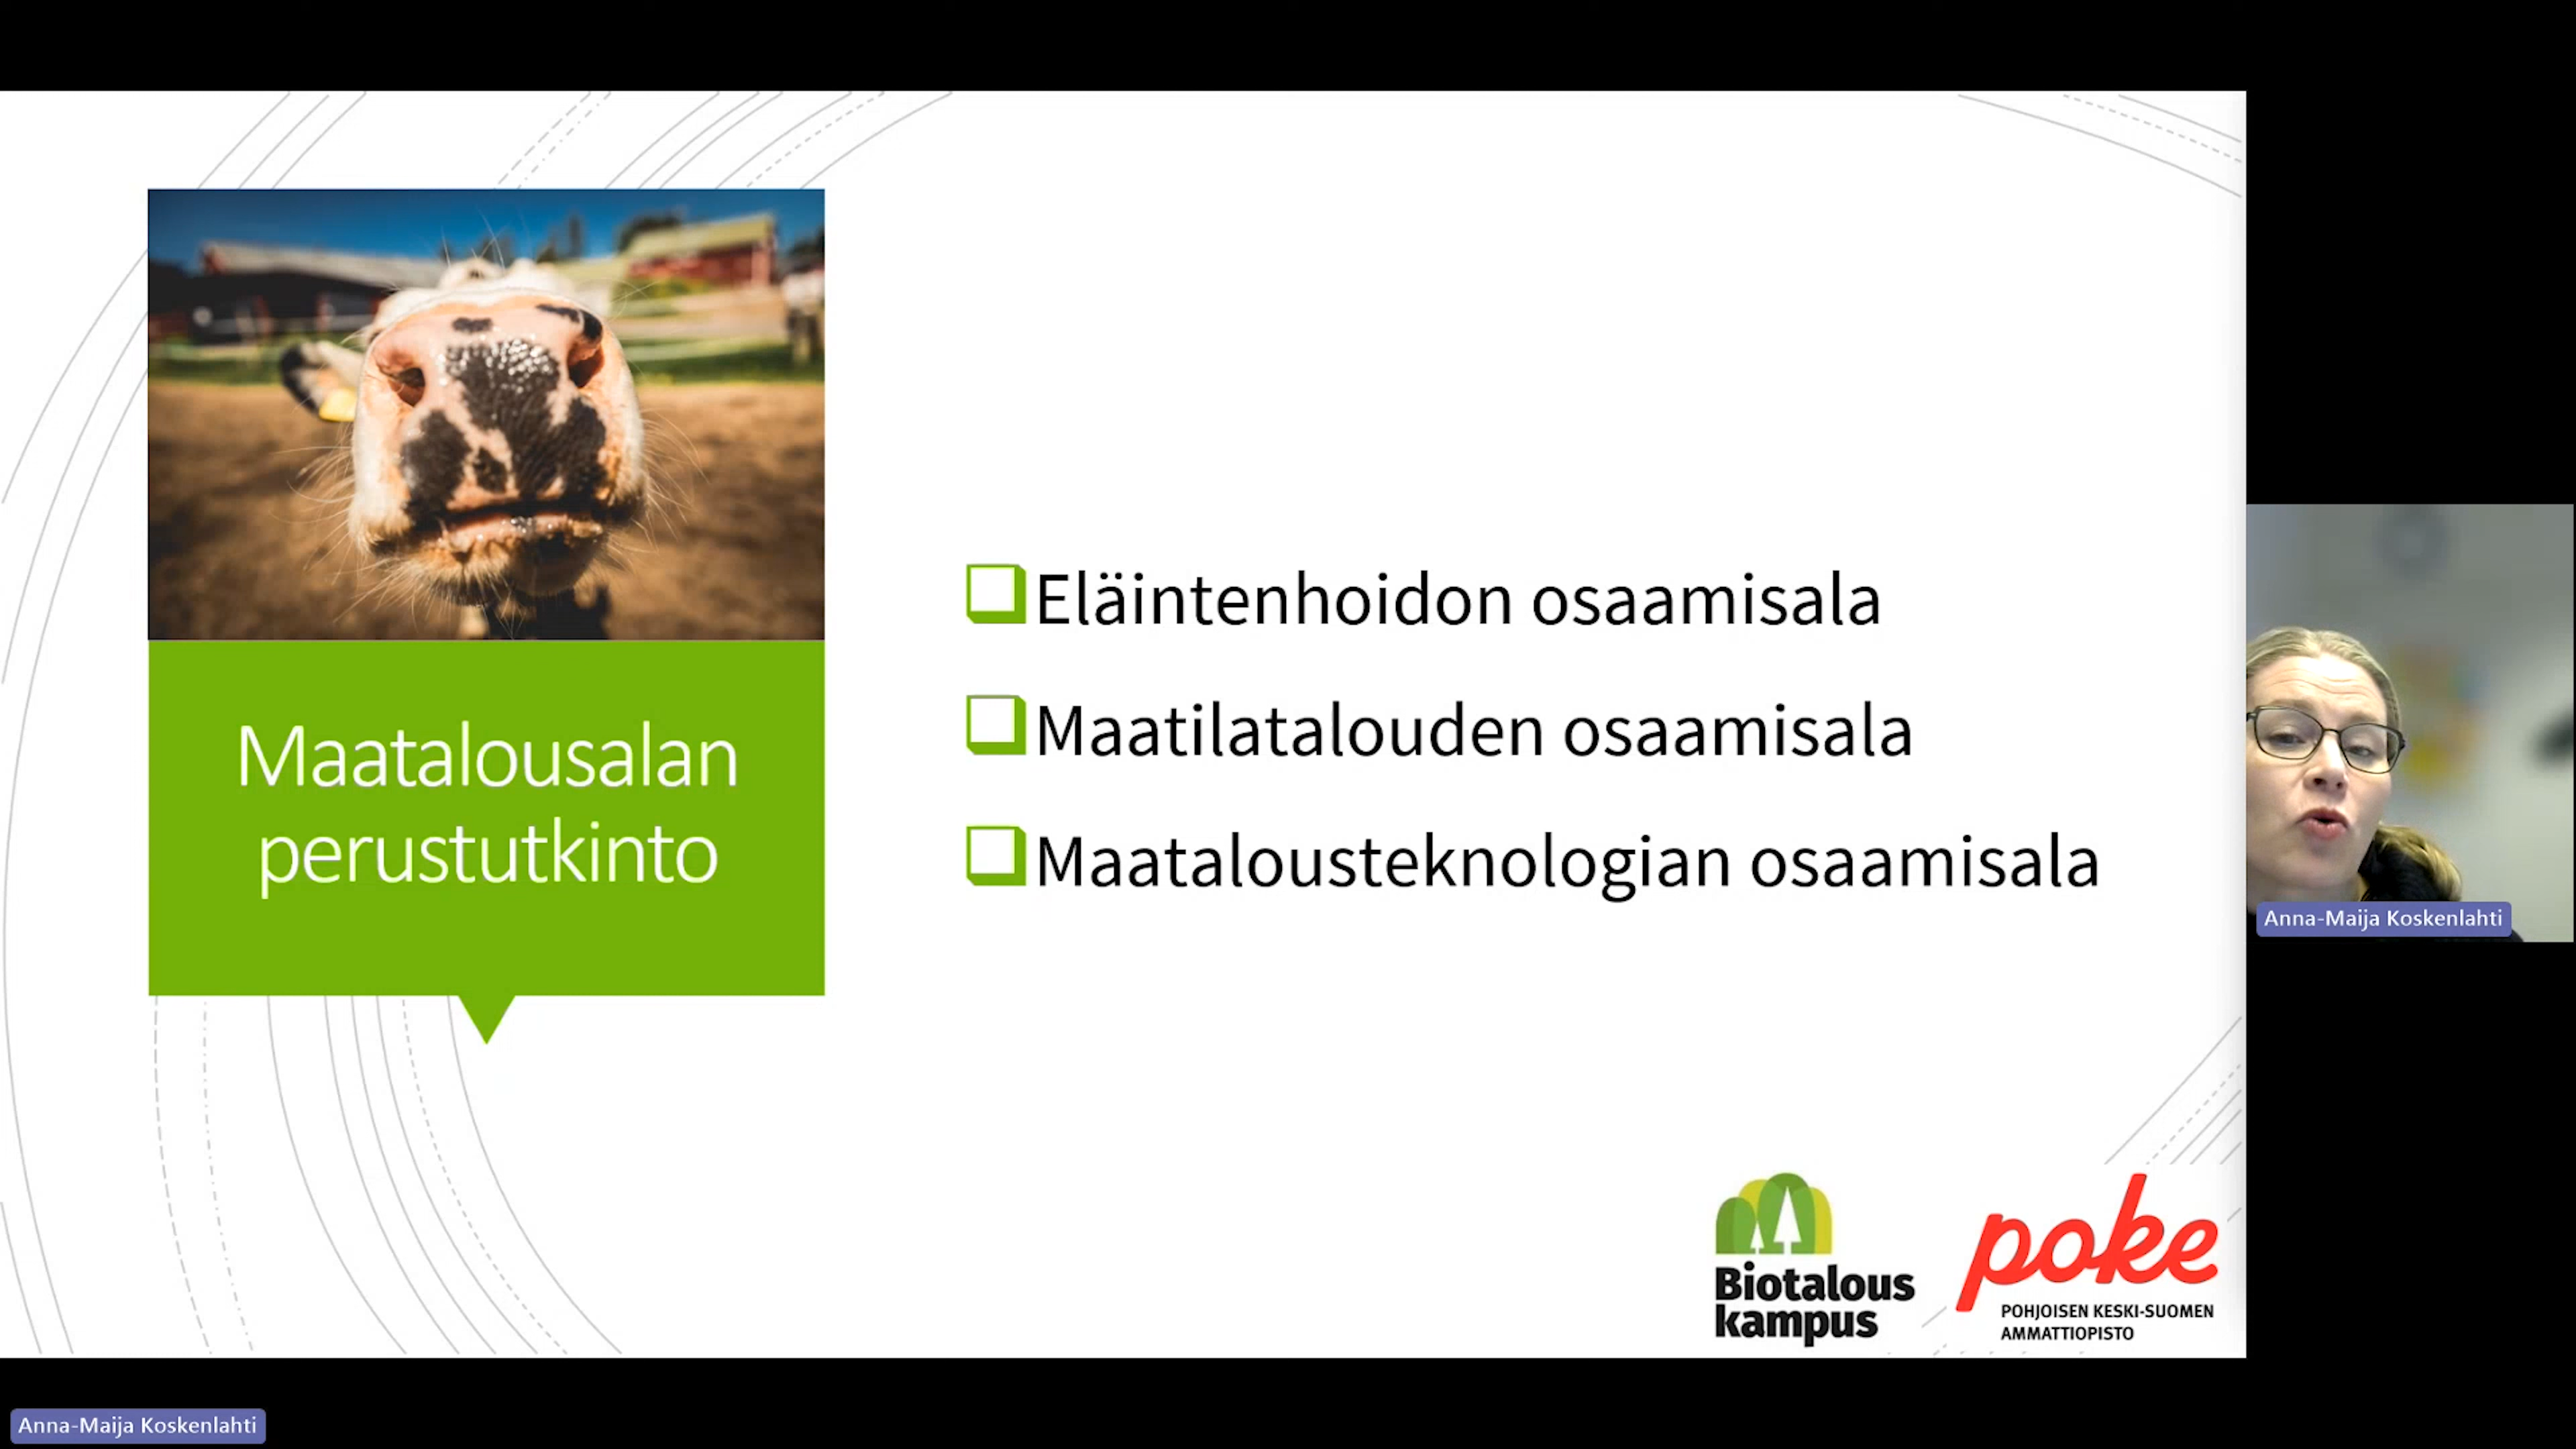 Maatalousalan
perustutkinto
Eläintenhoidon osaamisala
Maatilatalouden osaamisala
Maatalousteknologian osaamisala
Biotalous
kampus
poke
POHJOISEN KESKI-SUOMEN
AMMATTIOPISTO
Anna-Maija Koskenlahti
Anna-Maija Koskenlahti